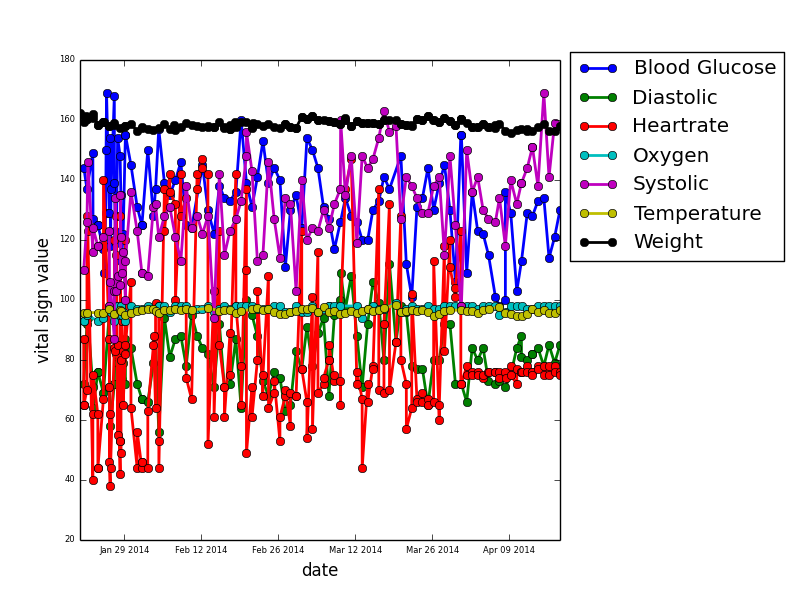 180
160
140
120
100
80
60
40
20
vital sign value
Jan 29 2014
Feb 12 2014
Feb 26 2014
Mar 12 2014
Mar 26 2014
Apr 09 2014
date
Blood Glucose
Diastolic
Heartrate
Oxygen
Systolic
Temperature
Weight